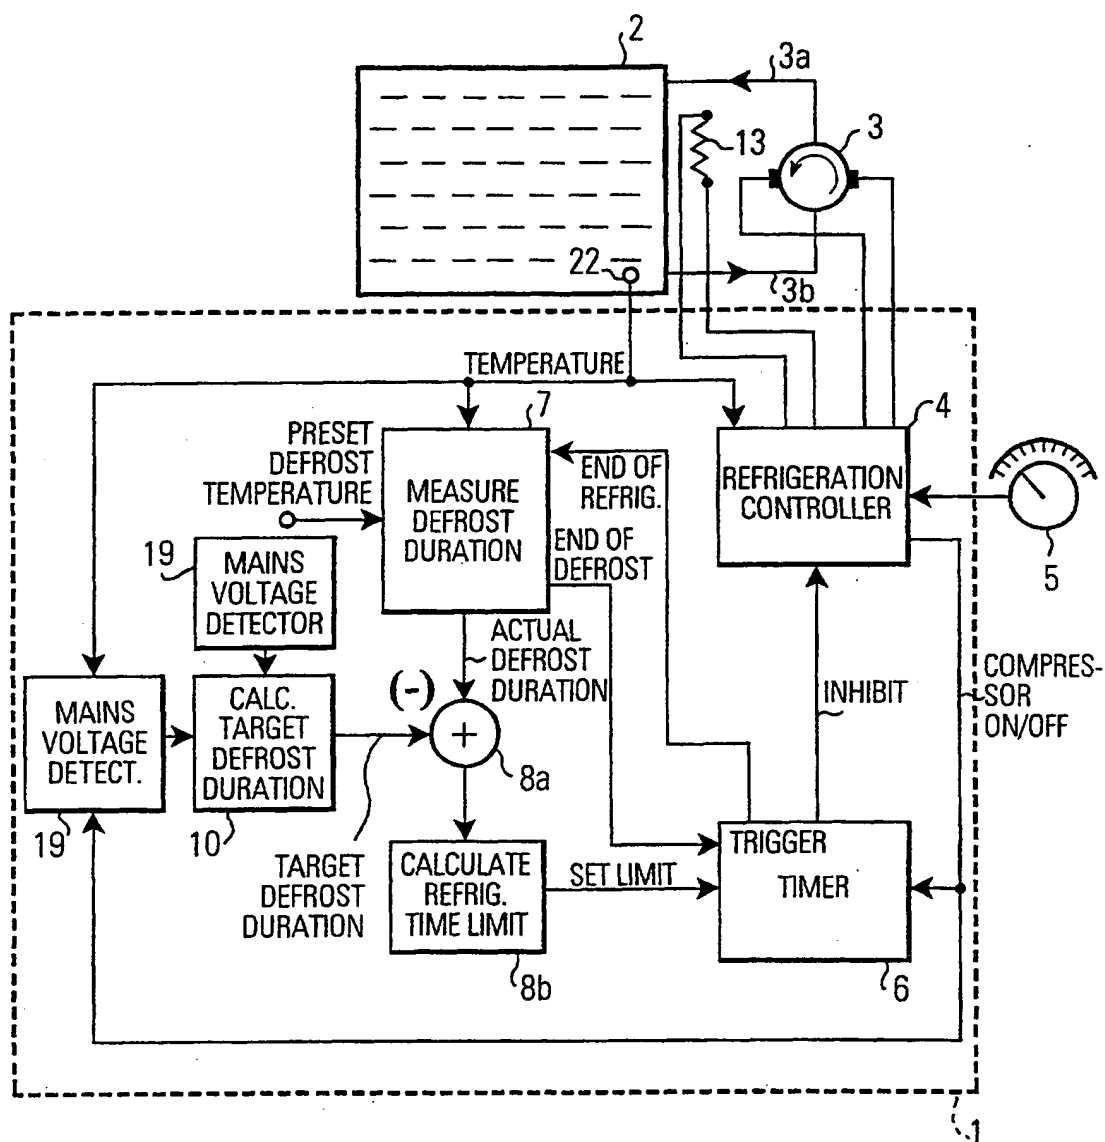 2
3a
13
3
22
3b
TEMPERATURE
7
4
PRESET
DEFROST
TEMPERATURE
MEASURE
DEFROST
DURATION
END OF
REFRIG.
END OF
DEFROST
REFRIGERATION
CONTROLLER
5
19
MAINS
VOLTAGE
DETECTOR
ACTUAL
DEFROST
DURATION
(-)
+
8a
MAINS
VOLTAGE
DETECT.
19
CALC.
TARGET
DEFROST
DURATION
10
INHIBIT
COMPRES-
SOR
ON/OFF
TARGET
DEFROST
DURATION
CALCULATE
REFRIG.
TIME LIMIT
8b
SET LIMIT
TRIGGER
TIMER
6
1